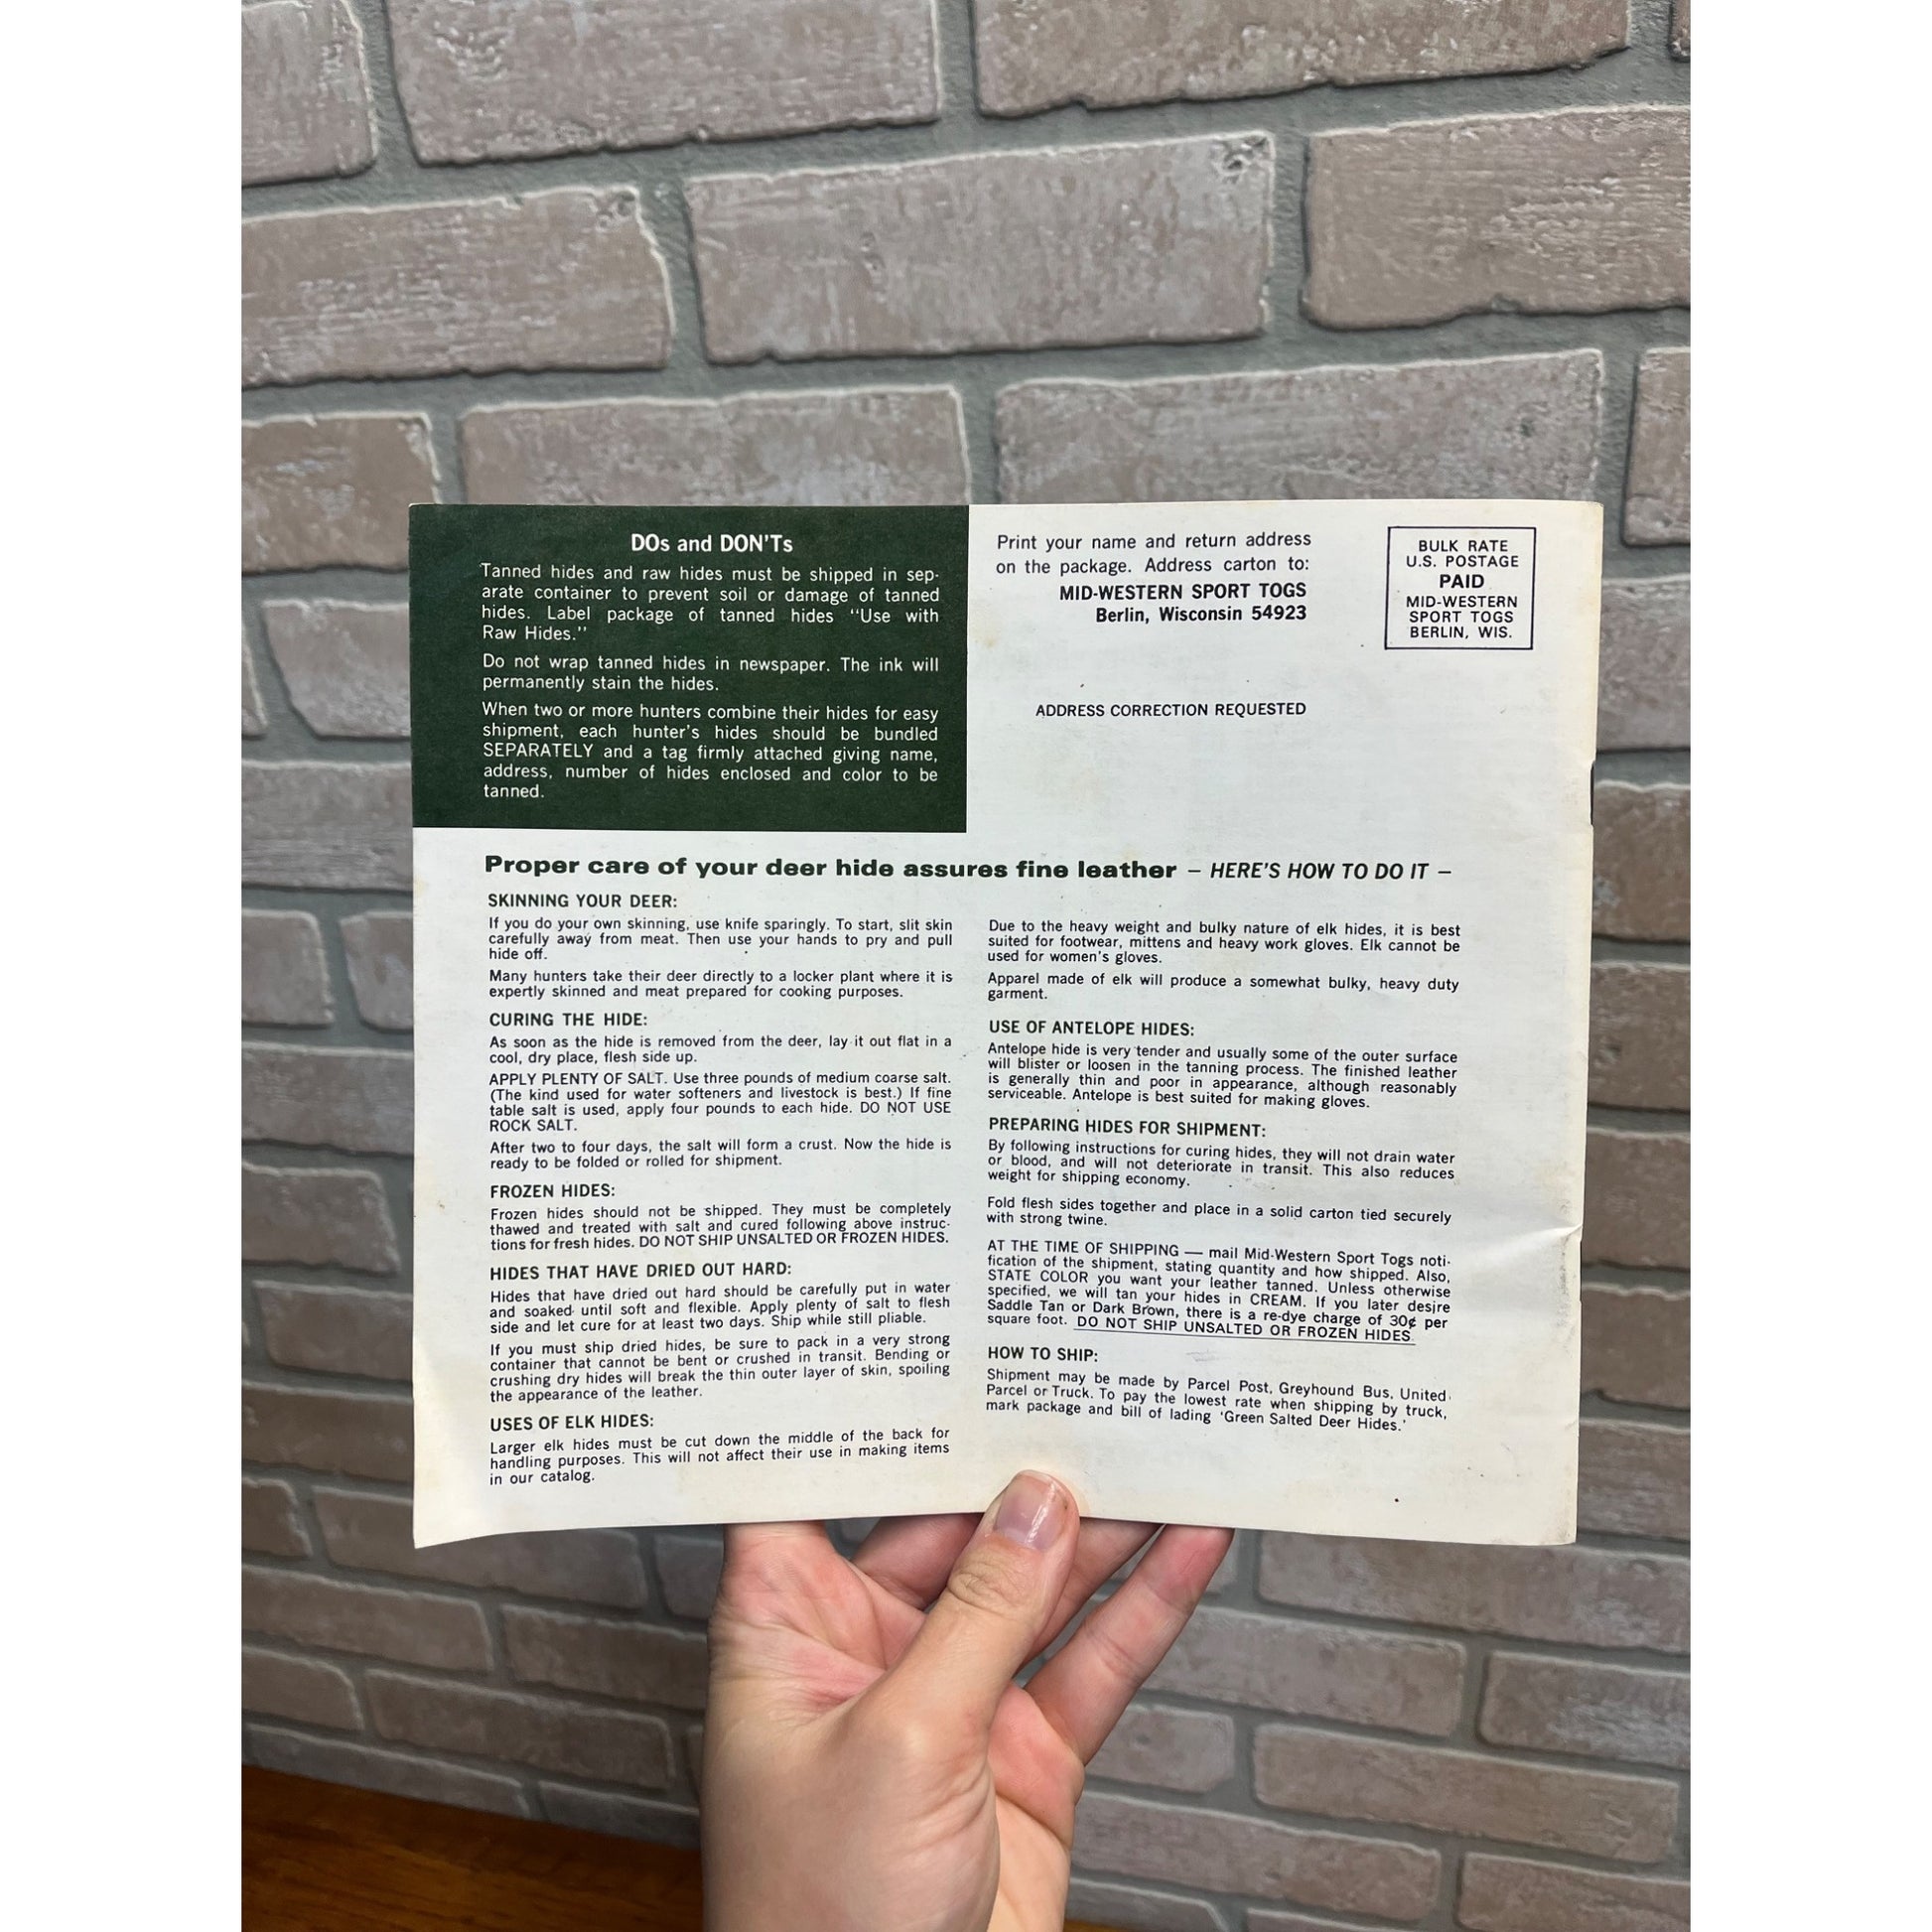 DOs and DON'Ts
Tanned hides and raw hides must be shipped in sep-
arate container to prevent soil or damage of tanned
hides. Label package of tanned hides "Use with
Raw Hides."
Do not wrap tanned hides in newspaper. The ink will
permanently stain the hides.
When two or more hunters combine their hides for easy
shipment, each hunter's hides should be bundled
SEPARATELY and a tag firmly attached giving name,
address, number of hides enclosed and color to be
tanned.
Print your name and return address
on the package. Address carton to:
MID-WESTERN SPORT TOGS
Berlin, Wisconsin 54923
ADDRESS CORRECTION REQUESTED
BULK RATE
U.S. POSTAGE
PAID
MID-WESTERN
SPORT TOGS
BERLIN, WIS.
Proper care of your deer hide assures fine leather – HERE'S HOW TO DO IT –
SKINNING YOUR DEER:
If you do your own skinning, use knife sparingly. To start, slit skin
carefully away from meat. Then use your hands to pry and pull
hide off.
Many hunters take their deer directly to a locker plant where it is
expertly skinned and meat prepared for cooking purposes.
CURING THE HIDE:
As soon as the hide is removed from the deer, lay it out flat in a
cool, dry place, flesh side up.
APPLY PLENTY OF SALT. Use three pounds of medium coarse salt.
(The kind used for water softeners and livestock is best.) If fine
table salt is used, apply four pounds to each hide. DO NOT USE
ROCK SALT.
After two to four days, the salt will form a crust. Now the hide is
ready to be folded or rolled for shipment.
FROZEN HIDES:
Frozen hides should not be shipped. They must be completely
thawed and treated with salt and cured following above instruc-
tions for fresh hides. DO NOT SHIP UNSALTED OR FROZEN HIDES.
HIDES THAT HAVE DRIED OUT HARD:
Hides that have dried out hard should be carefully put in water
and soaked until soft and flexible. Apply plenty of salt to flesh
side and let cure for at least two days. Ship while still pliable.
If you must ship dried hides, be sure to pack in a very strong
container that cannot be bent or crushed in transit. Bending or
crushing dry hides will break the thin outer layer of skin, spoiling
the appearance of the leather.
USES OF ELK HIDES:
Larger elk hides must be cut down the middle of the back for
handling purposes. This will not affect their use in making items
in our catalog.
Due to the heavy weight and bulky nature of elk hides, it is best
suited for footwear, mittens and heavy work gloves. Elk cannot be
used for women's gloves.
Apparel made of elk will produce a somewhat bulky, heavy duty
garment.
USE OF ANTELOPE HIDES:
Antelope hide is very tender and usually some of the outer surface
will blister or loosen in the tanning process. The finished leather
is generally thin and poor in appearance, although reasonably
serviceable. Antelope is best suited for making gloves.
PREPARING HIDES FOR SHIPMENT:
By following instructions for curing hides, they will not drain water
or blood, and will not deteriorate in transit. This also reduces
weight for shipping economy.
Fold flesh sides together and place in a solid carton tied securely
with strong twine.
AT THE TIME OF SHIPPING — mail Mid-Western Sport Togs noti-
fication of the shipment, stating quantity and how shipped. Also,
STATE COLOR you want your leather tanned. Unless otherwise
specified, we will tan your hides in CREAM. If you later desire
Saddle Tan or Dark Brown, there is a re-dye charge of 30¢ per
square foot. DO NOT SHIP UNSALTED OR FROZEN HIDES.
HOW TO SHIP:
Shipment may be made by Parcel Post, Greyhound Bus, United
Parcel or Truck. To pay the lowest rate when shipping by truck,
mark package and bill of lading 'Green Salted Deer Hides.'